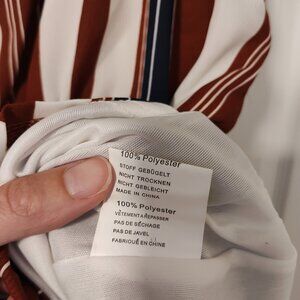 100% Polyester
STOFF GEBÜGELT
NICHT TROCKNEN
NICHT GEBLEICHT
MADE IN CHINA
100% Polyester
VÊTEMENT À REPASSER
PAS DE SÉCHAGE
PAS DE JAVEL
FABRIQUÉ EN CHINE